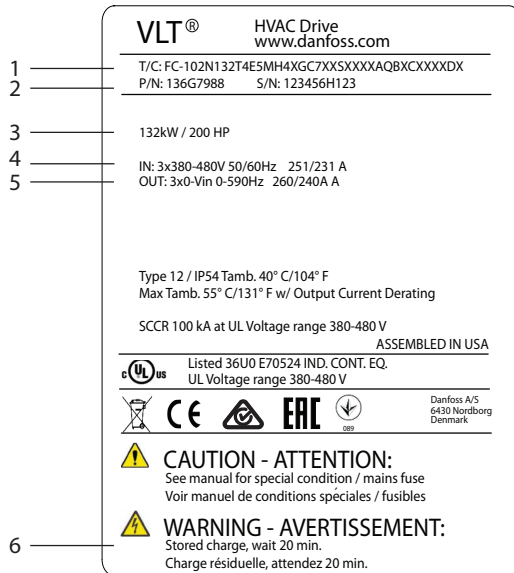 VLT® HVAC Drive
www.danfoss.com
1 T/C: FC-102N132T4E5MH4XGC7XXSXXXXAQBXCXXXXDX
2 P/N: 136G7988 S/N: 123456H123
3 132kW / 200 HP
4 IN: 3x380-480V 50/60Hz 251/231 A
5 OUT: 3x0-Vin 0-590Hz 260/240A A
Type 12 / IP54 Tamb. 40° C/104° F
Max Tamb. 55° C/131° F w/ Output Current Derating
SCCR 100 kA at UL Voltage range 380-480 V
ASSEMBLED IN USA
c UL us Listed 36U0 E70524 IND. CONT. EQ.
UL Voltage range 380-480 V
CE EAC 089
Danfoss A/S
6430 Nordborg
Denmark
CAUTION - ATTENTION:
See manual for special condition / mains fuse
Voir manuel de conditions spéciales / fusibles
WARNING - AVERTISSEMENT:
6 Stored charge, wait 20 min.
Charge résiduelle, attendez 20 min.